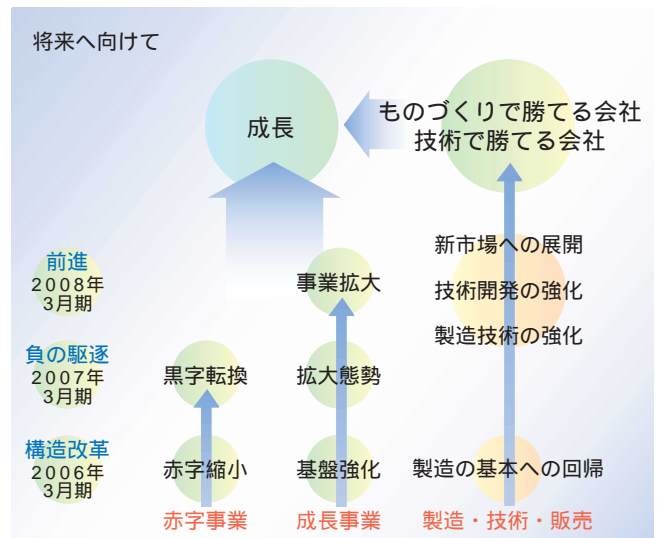 将来へ向けて
成長
ものづくりで勝てる会社
技術で勝てる会社
新市場への展開
前進
2008年
3月期
事業拡大
技術開発の強化
製造技術の強化
負の駆逐
2007年
3月期
黒字転換
拡大態勢
構造改革
2006年
3月期
赤字縮小
基盤強化
製造の基本への回帰
赤字事業
成長事業
製造・技術・販売